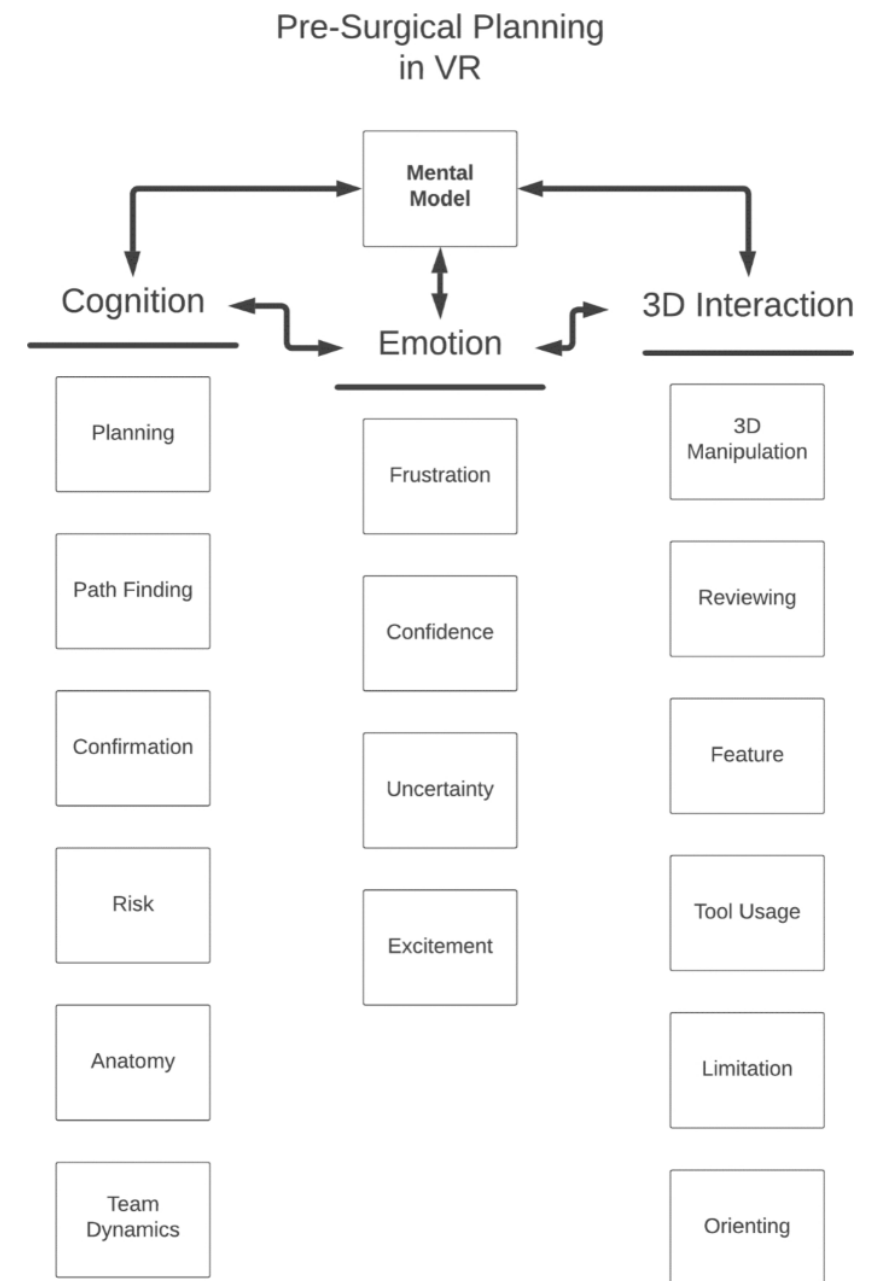 Pre-Surgical Planning
in VR
Mental
Model
Cognition
Emotion
3D Interaction
Planning
Path Finding
Confirmation
Risk
Anatomy
Team
Dynamics
Frustration
Confidence
Uncertainty
Excitement
3D
Manipulation
Reviewing
Feature
Tool Usage
Limitation
Orienting